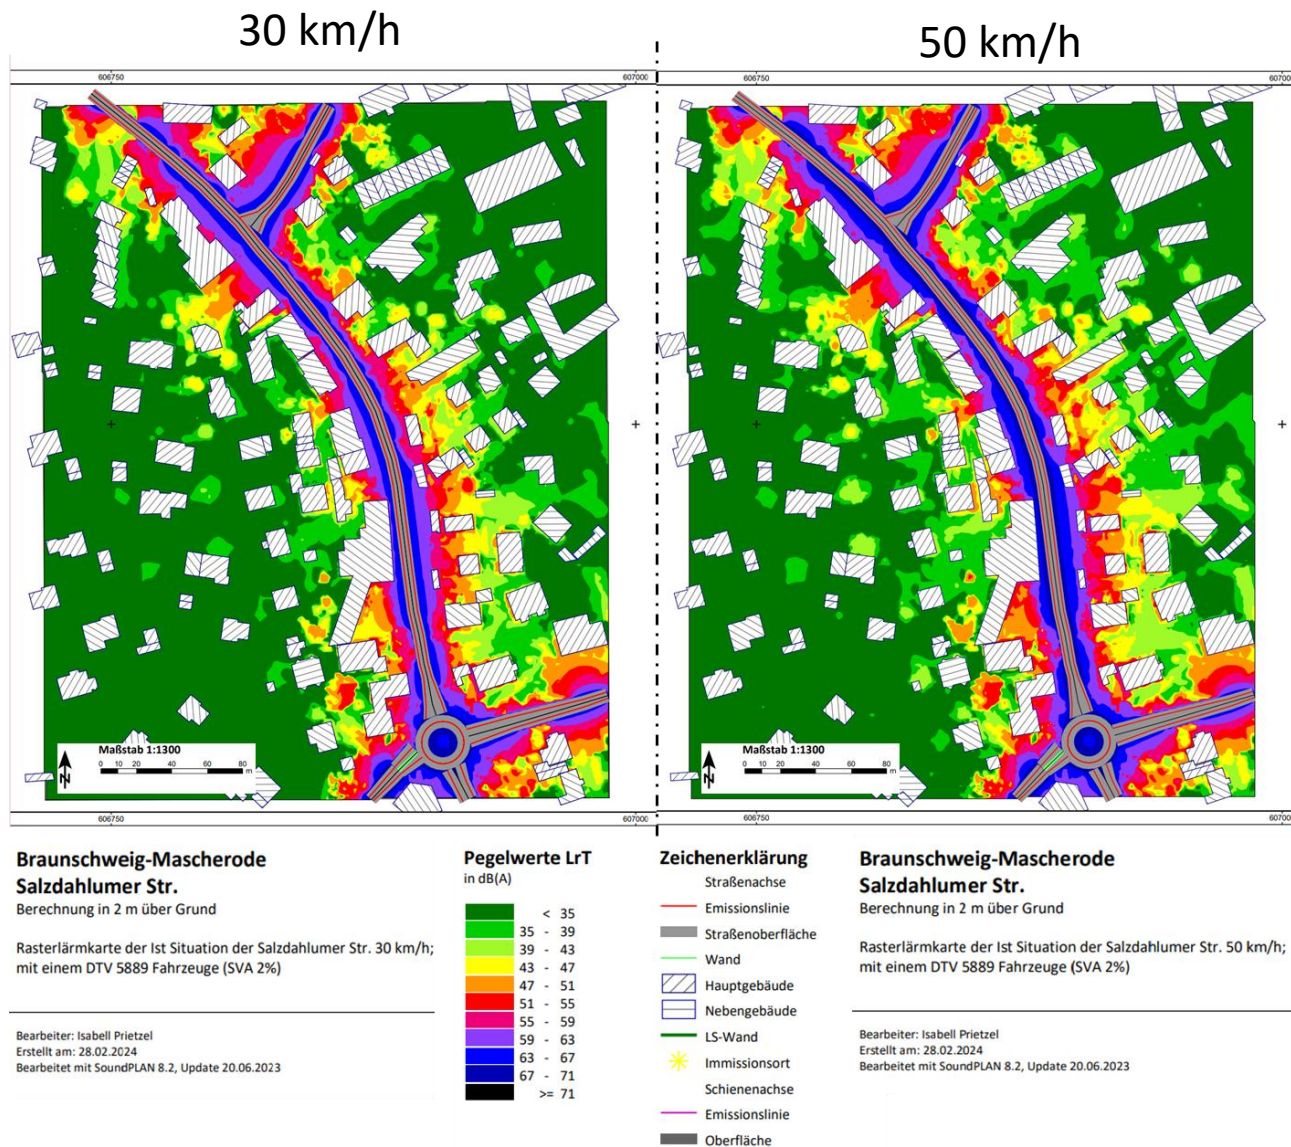 30 km/h
50 km/h
606750
607000
606750
607000
Maßstab 1:1300
0 10 20 40 60 80
m
N
Maßstab 1:1300
0 10 20 40 60 80
m
N
606750
607000
606750
607000
Braunschweig-Mascherode
Salzdahlumer Str.
Berechnung in 2 m über Grund
Rasterlärmkarte der Ist Situation der Salzdahlumer Str. 30 km/h;
mit einem DTV 5889 Fahrzeuge (SVA 2%)
Bearbeiter: Isabell Prietzel
Erstellt am: 28.02.2024
Bearbeitet mit SoundPLAN 8.2, Update 20.06.2023
Pegelwerte LrT
in dB(A)
< 35
35 - 39
39 - 43
43 - 47
47 - 51
51 - 55
55 - 59
59 - 63
63 - 67
67 - 71
>= 71
Zeichenerklärung
Straßenachse
Emissionslinie
Straßenoberfläche
Wand
Hauptgebäude
Nebengebäude
LS-Wand
Immissionsort
Schienenachse
Emissionslinie
Oberfläche
Braunschweig-Mascherode
Salzdahlumer Str.
Berechnung in 2 m über Grund
Rasterlärmkarte der Ist Situation der Salzdahlumer Str. 50 km/h;
mit einem DTV 5889 Fahrzeuge (SVA 2%)
Bearbeiter: Isabell Prietzel
Erstellt am: 28.02.2024
Bearbeitet mit SoundPLAN 8.2, Update 20.06.2023